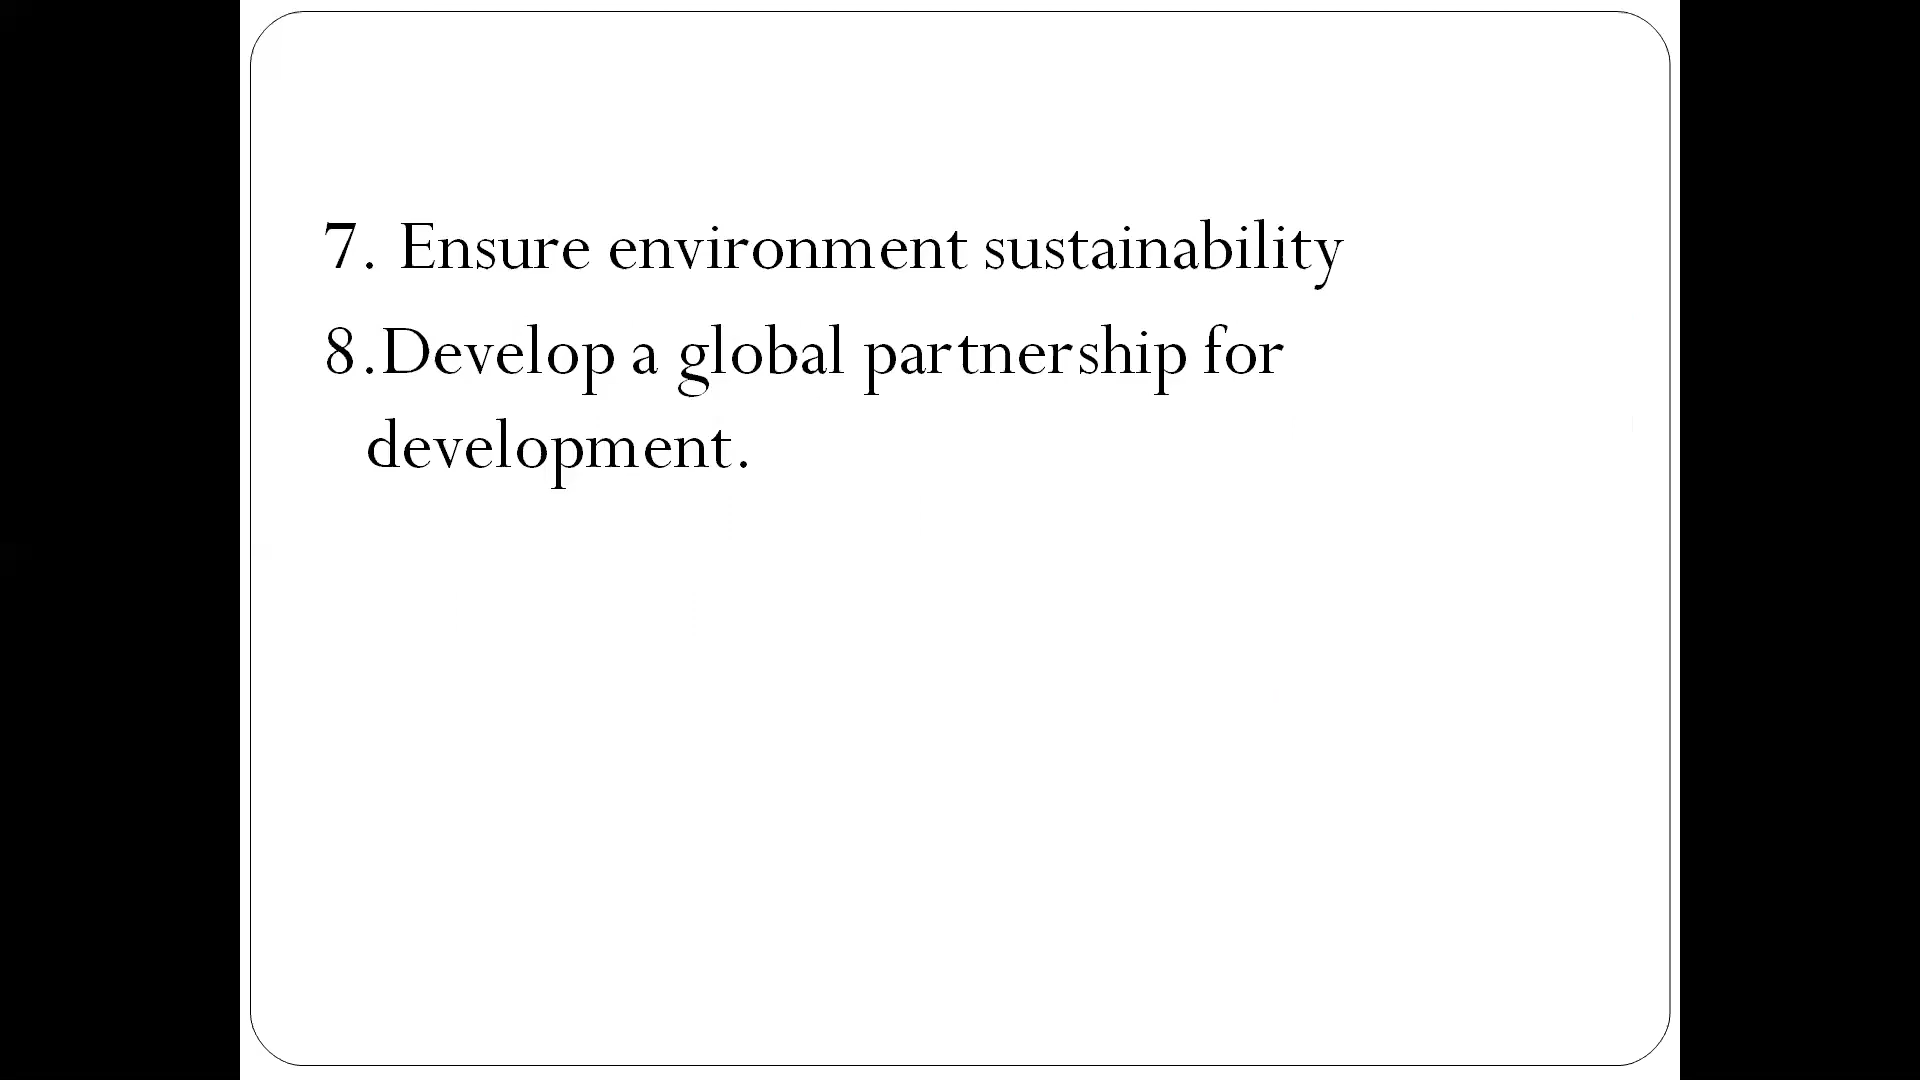 7. Ensure environment sustainability
8.Develop a global partnership for
development.